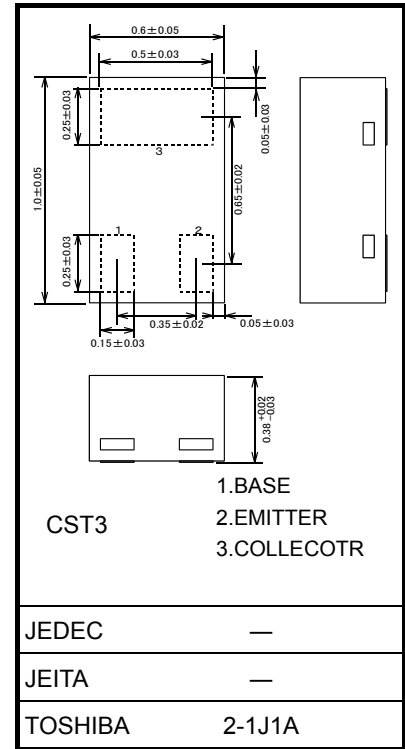 0.6±0.05
0.5±0.03
0.25±0.03
0.05±0.03
3
1.0±0.05
0.65±0.02
1
2
0.25±0.03
0.35±0.02
0.05±0.03
0.15±0.03
0.38 +0.02 -0.03
1.BASE
CST3
2.EMITTER
3.COLLECOTR
JEDEC —
JEITA —
TOSHIBA 2-1J1A